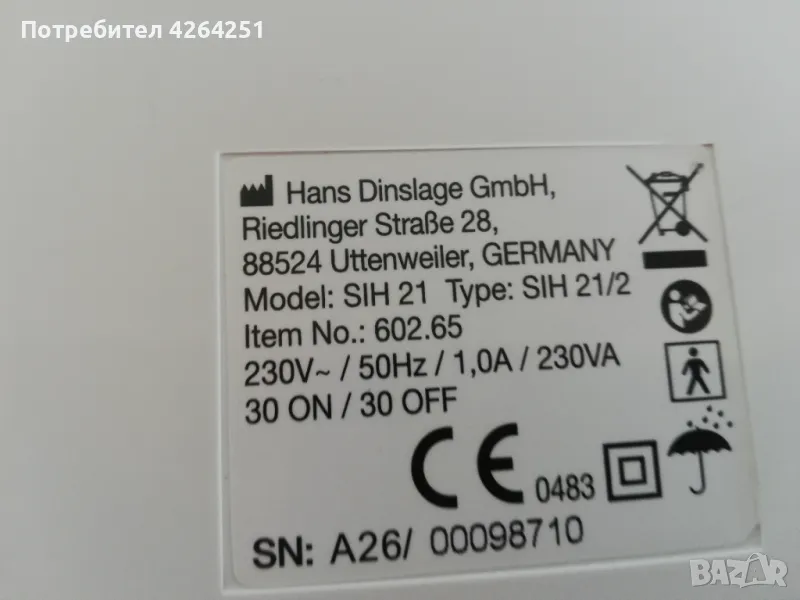 Потребител 4264251
Hans Dinslage GmbH,
Riedlinger Straße 28,
88524 Uttenweiler, GERMANY
Model: SIH 21 Type: SIH 21/2
Item No.: 602.65
230V~ / 50Hz / 1,0A / 230VA
30 ON / 30 OFF
CE 0483
SN: A26/ 00098710
BAZAR